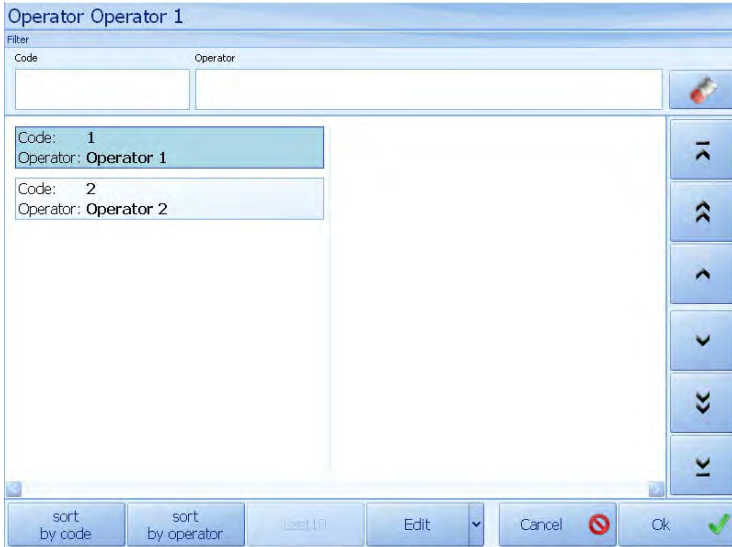 Operator Operator 1
Filter
Code Operator
Code: 1
Operator: Operator 1
Code: 2
Operator: Operator 2
sort by code sort by operator Last10 Edit Cancel Ok